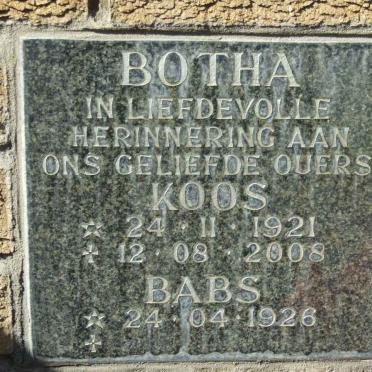 BOTHA
IN LIEFDEVOLLE
HERINNERING AAN
ONS GELIEFDE OUERS
KOOS
☆ 24·11·1921
✝ 12·08·2008
BABS
☆ 24·04·1926
✝